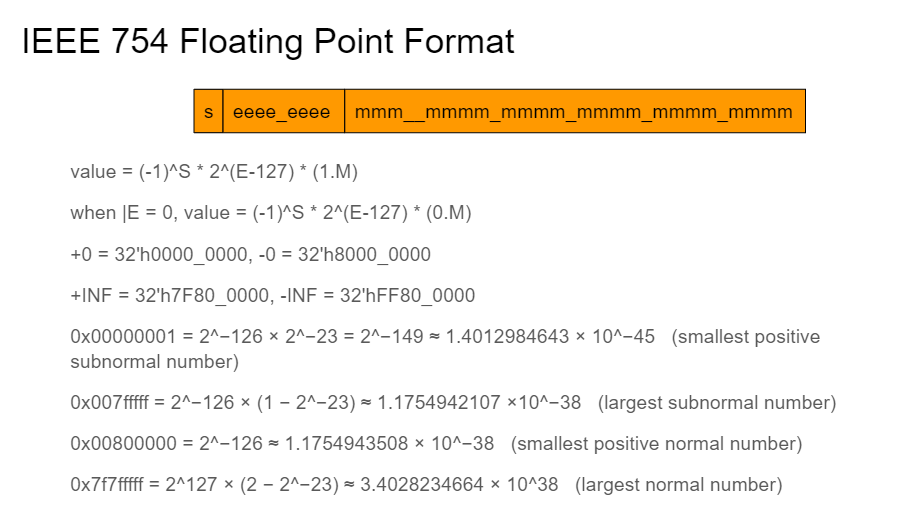 IEEE 754 Floating Point Format
s eeee_eeee mmm__mmmm_mmmm_mmmm_mmmm_mmmm
value = (-1)^S * 2^(E-127) * (1.M)
when |E = 0, value = (-1)^S * 2^(E-127) * (0.M)
+0 = 32'h0000_0000, -0 = 32'h8000_0000
+INF = 32'h7F80_0000, -INF = 32'hFF80_0000
0x00000001 = 2^−126 × 2^−23 = 2^−149 ≈ 1.4012984643 × 10^−45 (smallest positive
subnormal number)
0x007fffff = 2^−126 × (1 − 2^−23) ≈ 1.1754942107 ×10^−38 (largest subnormal number)
0x00800000 = 2^−126 ≈ 1.1754943508 × 10^−38 (smallest positive normal number)
0x7f7fffff = 2^127 × (2 − 2^−23) ≈ 3.4028234664 × 10^38 (largest normal number)